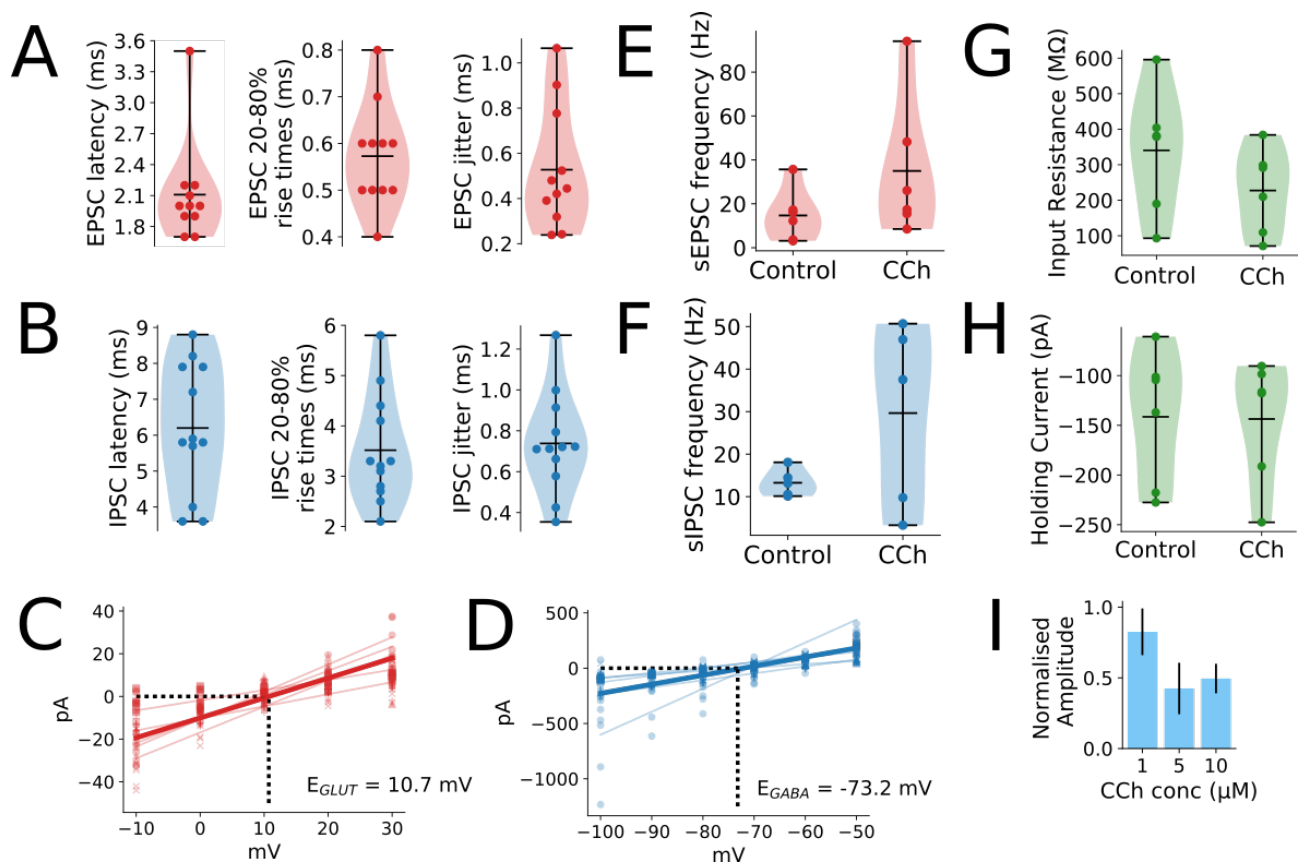 A
EPSC latency (ms)
3.6
3.3
3.0
2.7
2.4
2.1
1.8
EPSC 20-80%
rise times (ms)
0.8
0.7
0.6
0.5
0.4
EPSC jitter (ms)
1.0
0.8
0.6
0.4
0.2
E
sEPSC frequency (Hz)
80
60
40
20
0
Control
CCh
G
Input Resistance (MΩ)
600
500
400
300
200
100
Control
CCh
B
IPSC latency (ms)
9
8
7
6
5
4
IPSC 20-80%
rise times (ms)
6
5
4
3
2
IPSC jitter (ms)
1.2
1.0
0.8
0.6
0.4
F
sIPSC frequency (Hz)
50
40
30
20
10
Control
CCh
H
Holding Current (pA)
−100
−150
−200
−250
Control
CCh
C
pA
40
20
0
−20
−40
E_GLUT = 10.7 mV
−10
0
10
20
30
mV
D
pA
500
0
−500
−1000
E_GABA = -73.2 mV
−100
−90
−80
−70
−60
−50
mV
I
Normalised
Amplitude
1.0
0.5
0.0
1
5
10
CCh conc (μM)